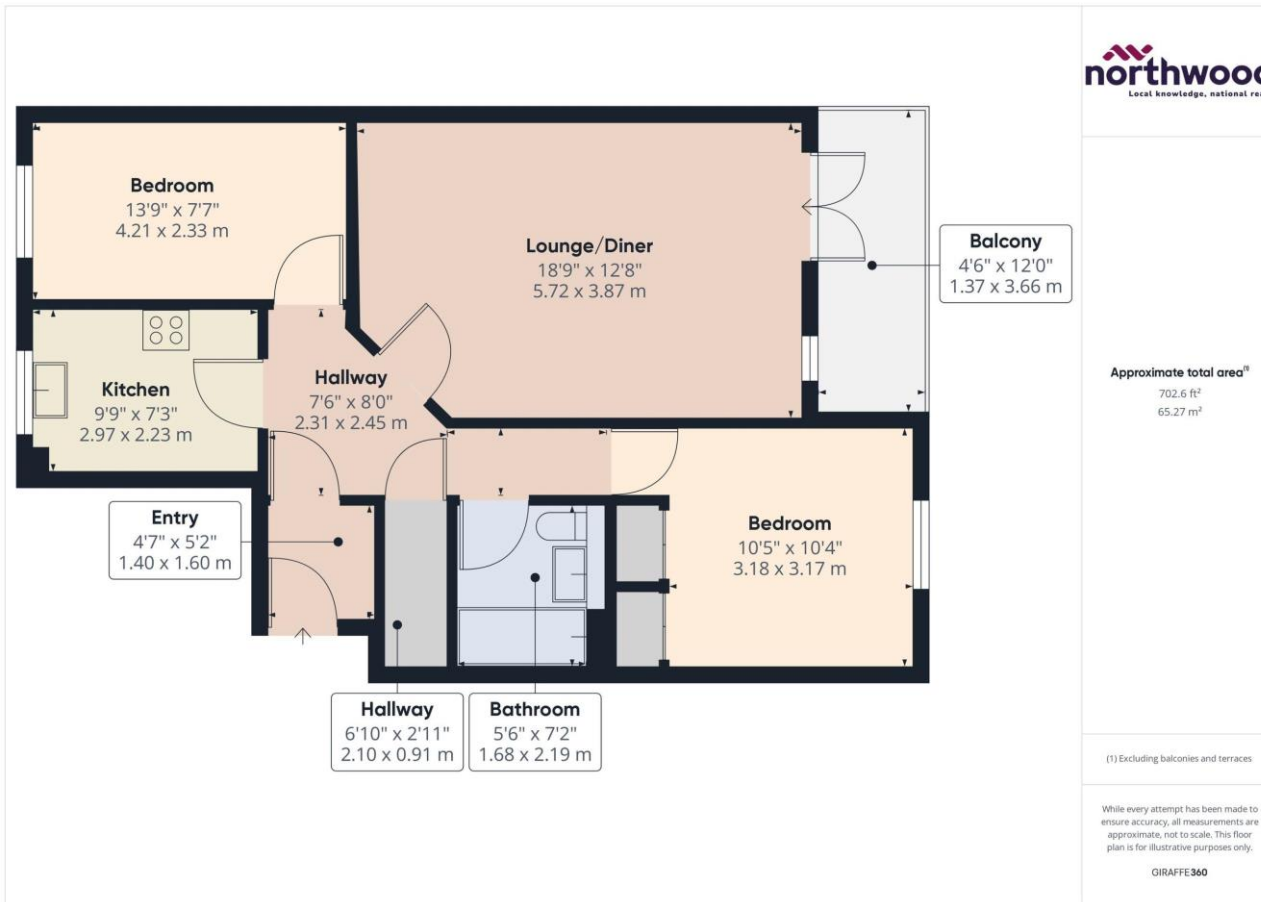 Bedroom
13'9" x 7'7"
4.21 x 2.33 m
Lounge/Diner
18'9" x 12'8"
5.72 x 3.87 m
Balcony
4'6" x 12'0"
1.37 x 3.66 m
Kitchen
9'9" x 7'3"
2.97 x 2.23 m
Hallway
7'6" x 8'0"
2.31 x 2.45 m
Entry
4'7" x 5'2"
1.40 x 1.60 m
Bedroom
10'5" x 10'4"
3.18 x 3.17 m
Hallway
6'10" x 2'11"
2.10 x 0.91 m
Bathroom
5'6" x 7'2"
1.68 x 2.19 m
northwood
Local knowledge, national
Approximate total area(1)
702.6 ft²
65.27 m²
(1) Excluding balconies and terraces
While every attempt has been made to
ensure accuracy, all measurements are
approximate, not to scale. This floor
plan is for illustrative purposes only.
GIRAFFE360